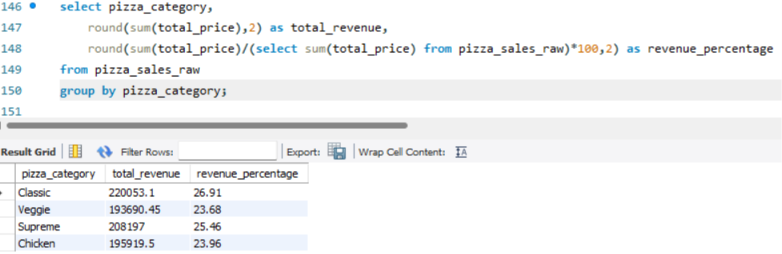 146 select pizza_category,
147 round(sum(total_price),2) as total_revenue,
148 round(sum(total_price)/(select sum(total_price) from pizza_sales_raw)*100,2) as revenue_percentage
149 from pizza_sales_raw
150 group by pizza_category;
151
Result Grid Filter Rows: Export: Wrap Cell Content: IA
pizza_category total_revenue revenue_percentage
Classic 220053.1 26.91
Veggie 193690.45 23.68
Supreme 208197 25.46
Chicken 195919.5 23.96